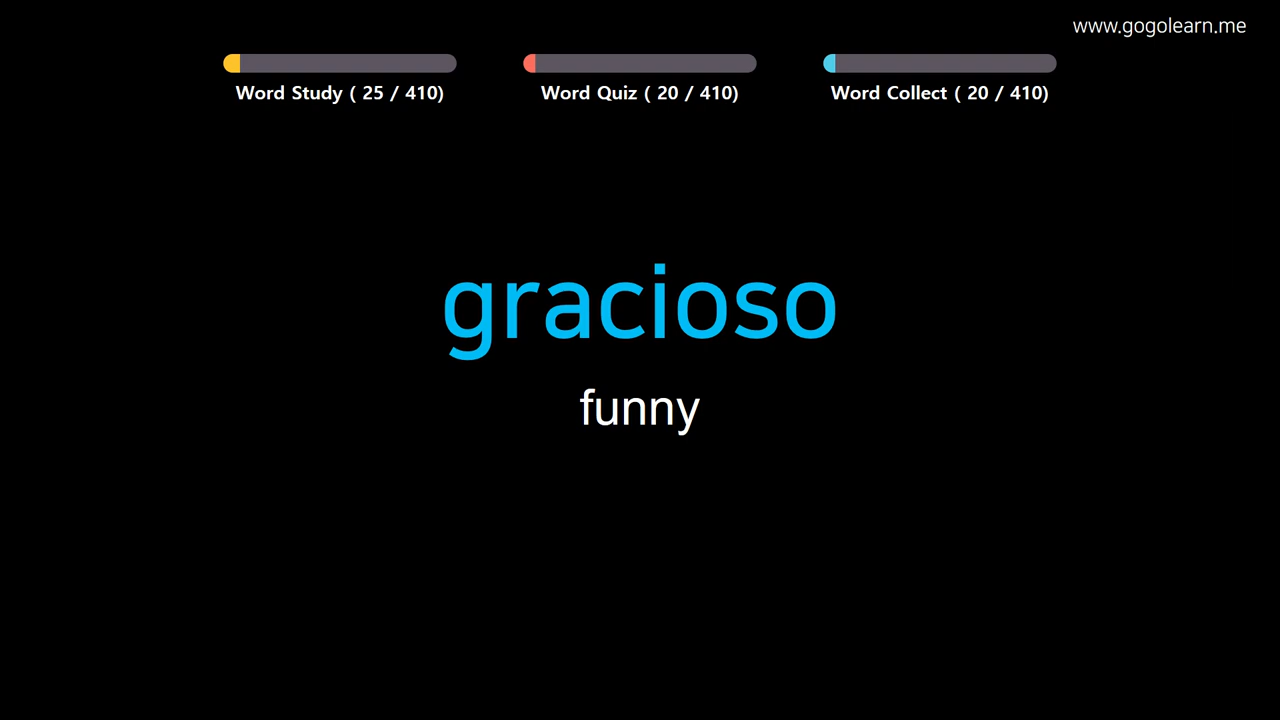 www.gogolearn.me
Word Study ( 25 / 410)
Word Quiz ( 20 / 410)
Word Collect ( 20 / 410)
gracioso
funny